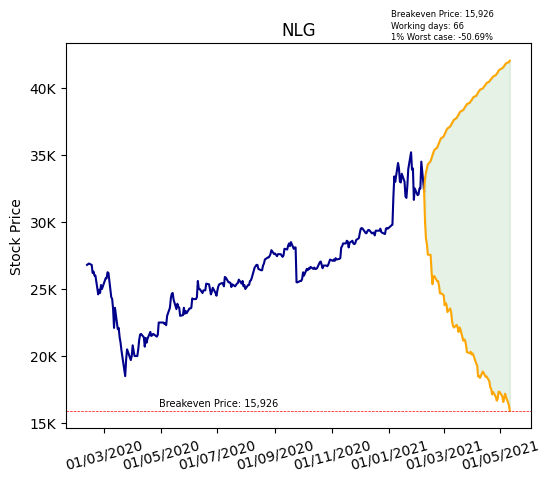 Breakeven Price: 15,926
Working days: 66
1% Worst case: -50.69%
NLG
Stock Price
40K
35K
30K
25K
20K
15K
Breakeven Price: 15,926
01/03/2020
01/05/2020
01/07/2020
01/09/2020
01/11/2020
01/01/2021
01/03/2021
01/05/2021